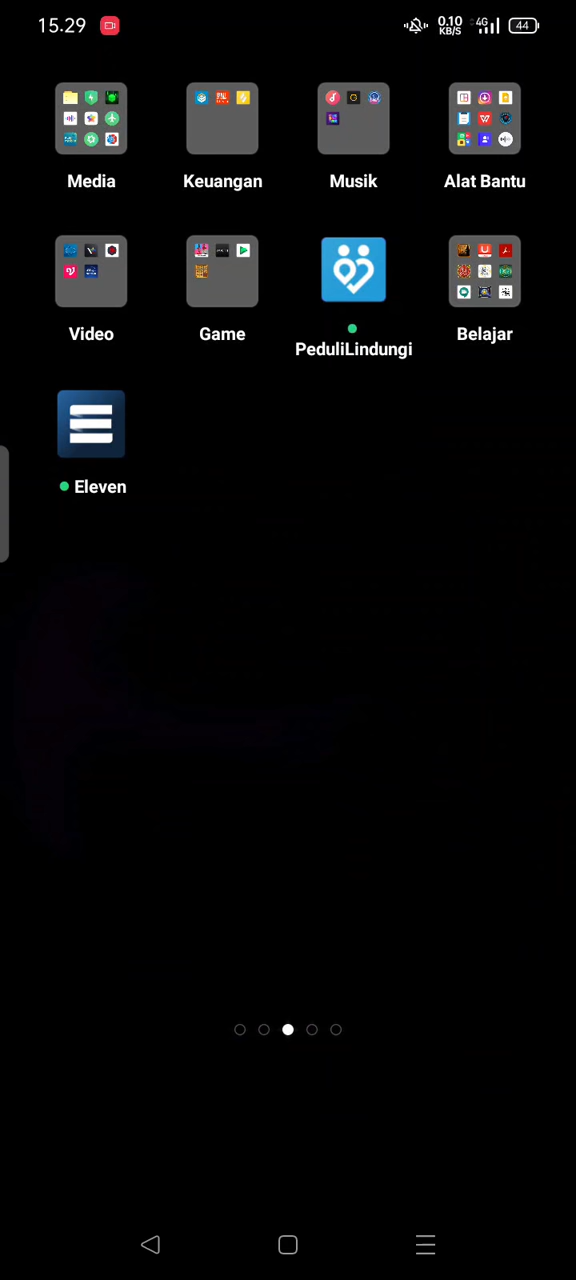 15.29
0.10
KB/S
4G
44
Media
Keuangan
Musik
Alat Bantu
Video
Game
PeduliLindungi
Belajar
Eleven